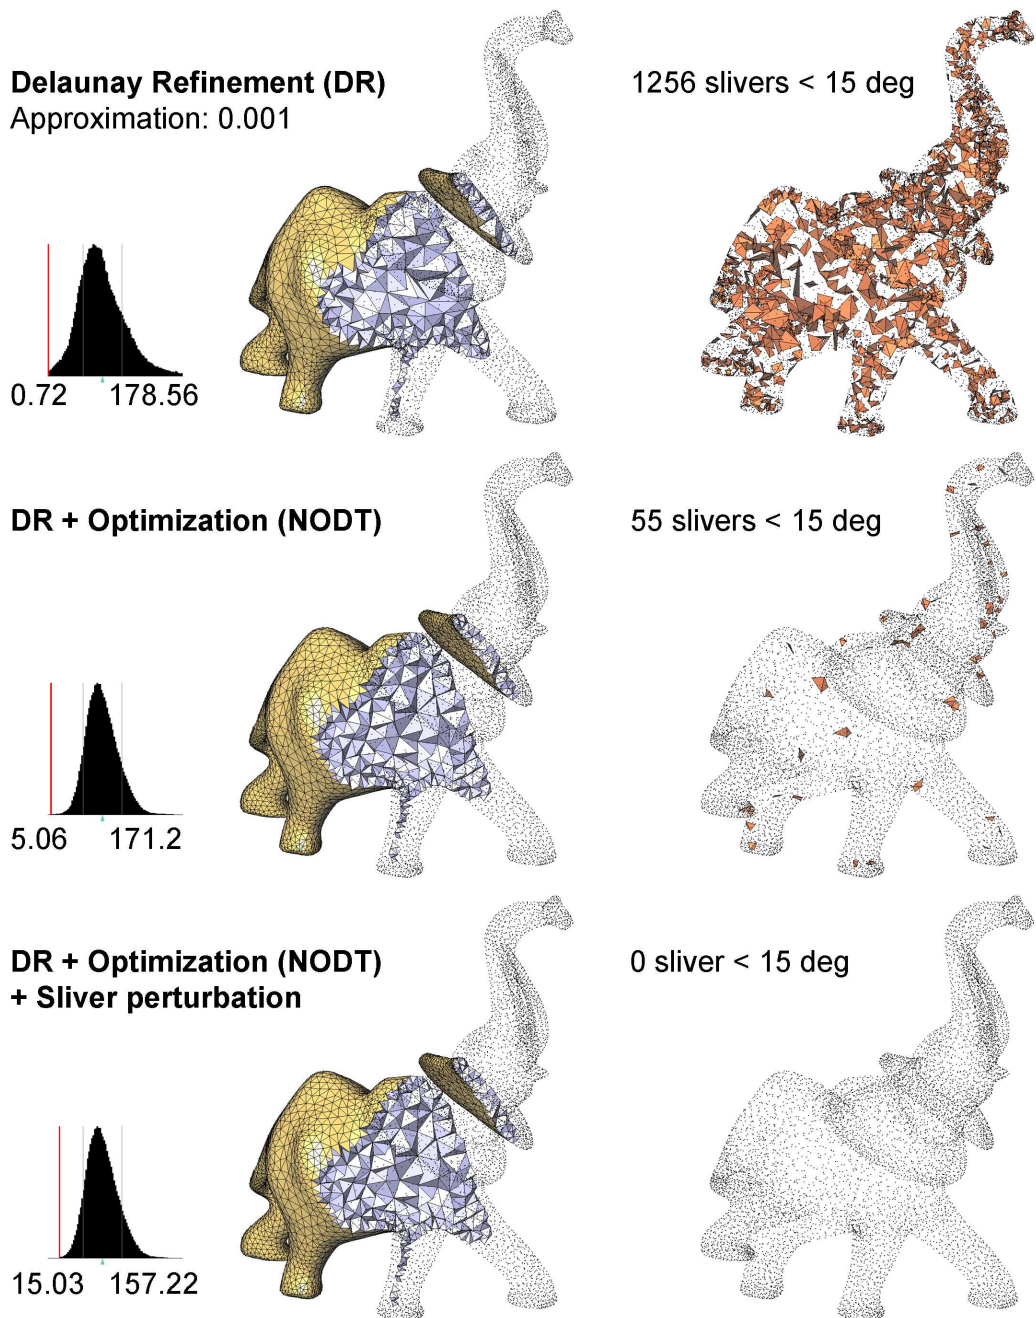 Delaunay Refinement (DR)
Approximation: 0.001
1256 slivers < 15 deg
0.72 178.56
DR + Optimization (NODT)
55 slivers < 15 deg
5.06 171.2
DR + Optimization (NODT)
+ Sliver perturbation
0 sliver < 15 deg
15.03 157.22